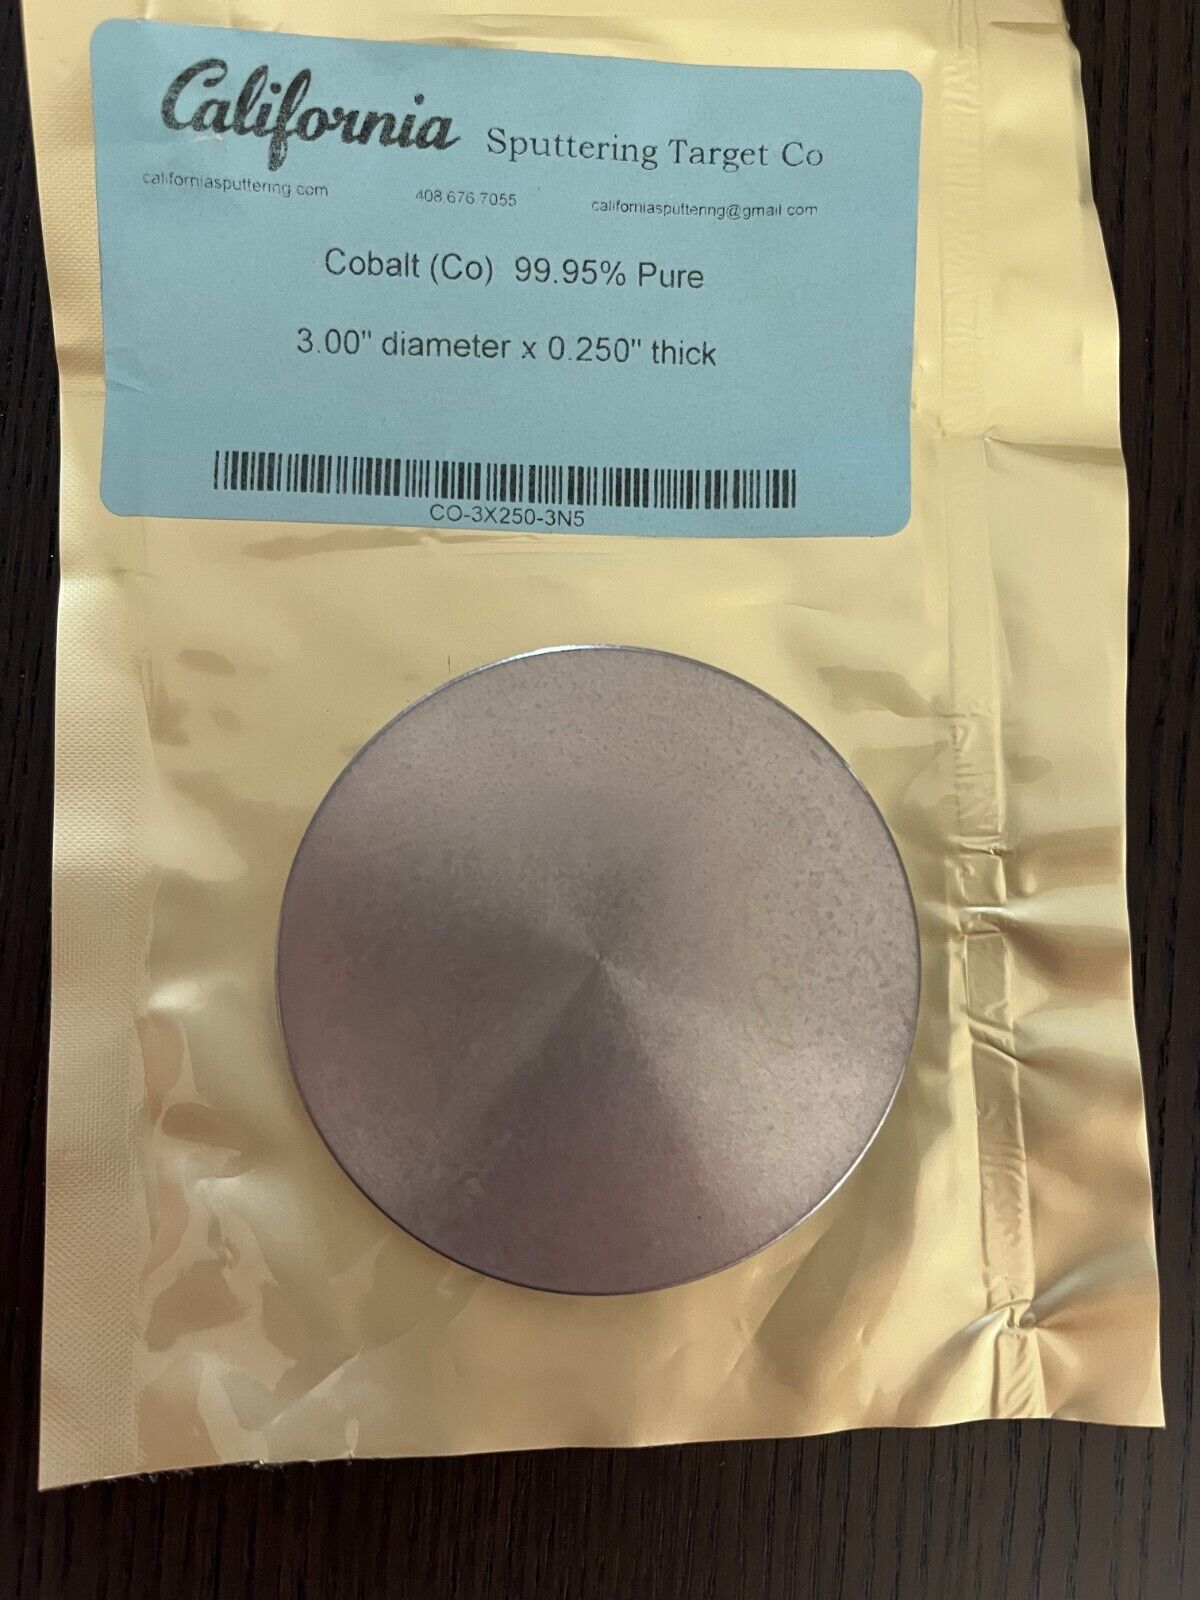 California Sputtering Target Co
californiasputtering.com 408.676.7055 californiasputtering@gmail.com
Cobalt (Co) 99.95% Pure
3.00" diameter x 0.250" thick
CO-3X250-3N5